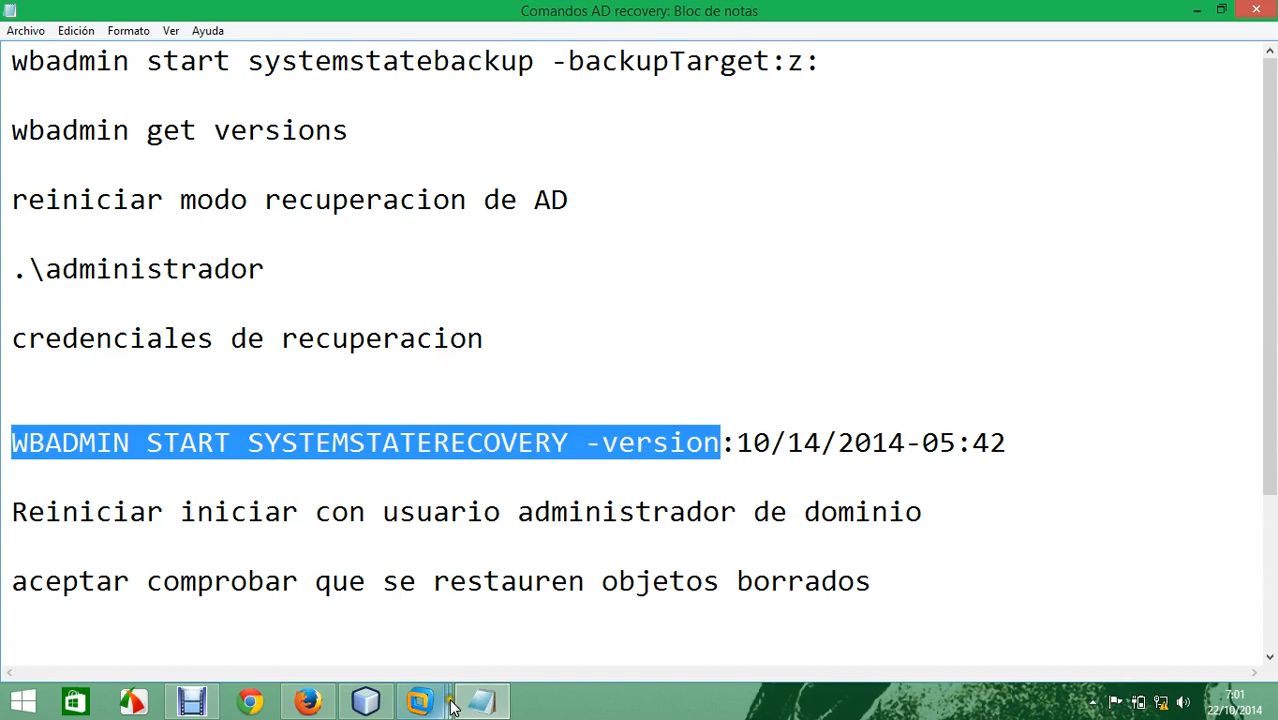 Comandos AD recovery: Bloc de notas
Archivo Edición Formato Ver Ayuda
wbadmin start systemstatebackup -backupTarget:z:
wbadmin get versions
reiniciar modo recuperacion de AD
.\administrador
credenciales de recuperacion
WBADMIN START SYSTEMSTATERECOVERY -version:10/14/2014-05:42
Reiniciar iniciar con usuario administrador de dominio
aceptar comprobar que se restauren objetos borrados
7:01
22/10/2014